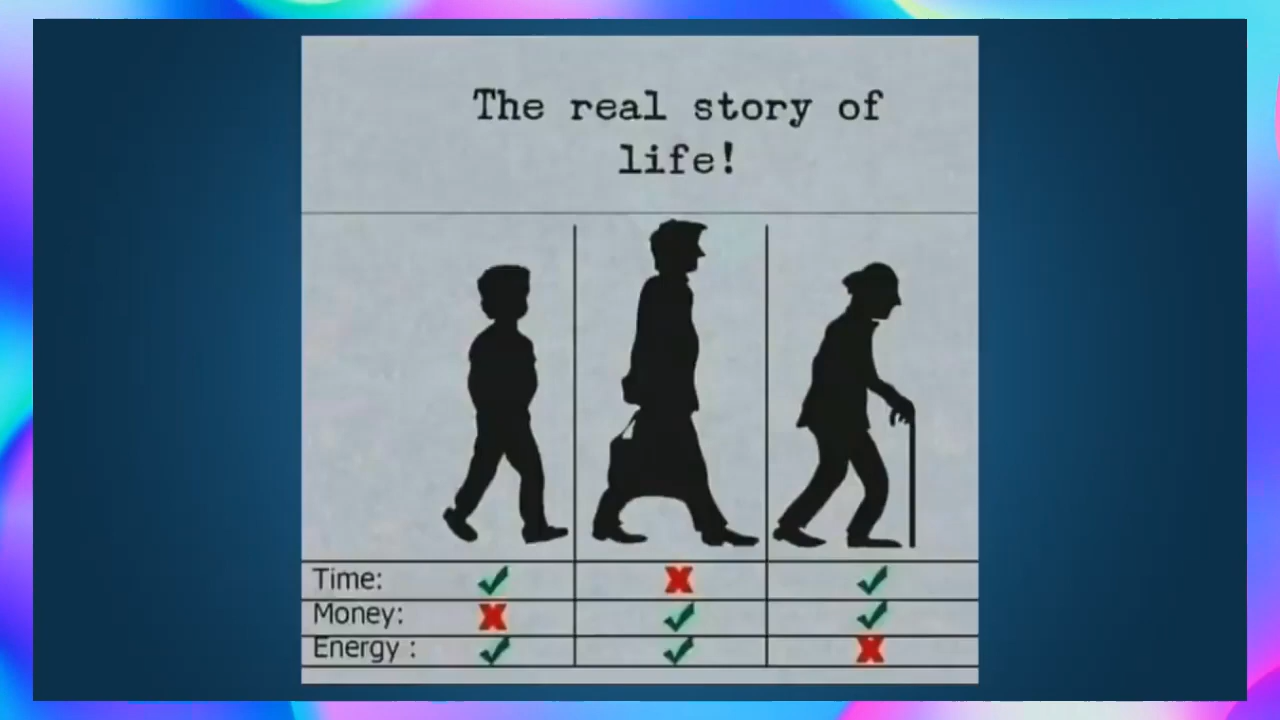 The real story of
life!
Time: ✓ X ✓
Money: X ✓ ✓
Energy : ✓ ✓ X